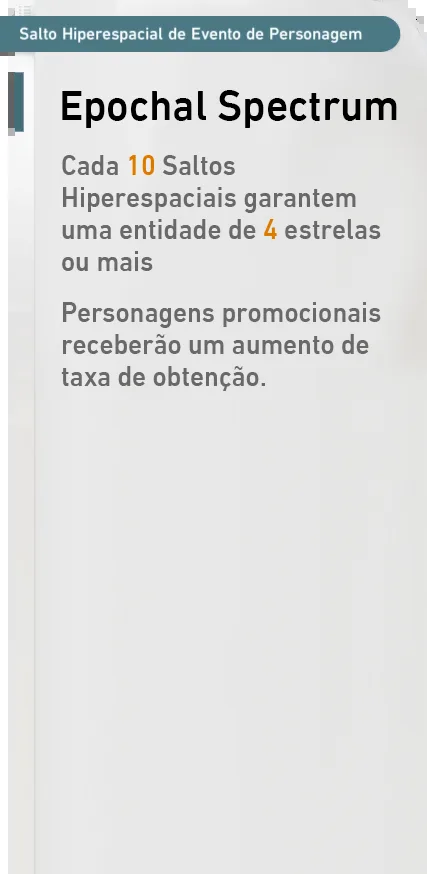 Salto Hiperespacial de Evento de Personagem
Epochal Spectrum
Cada 10 Saltos
Hiperespaciais garantem
uma entidade de 4 estrelas
ou mais
Personagens promocionais
receberão um aumento de
taxa de obtenção.